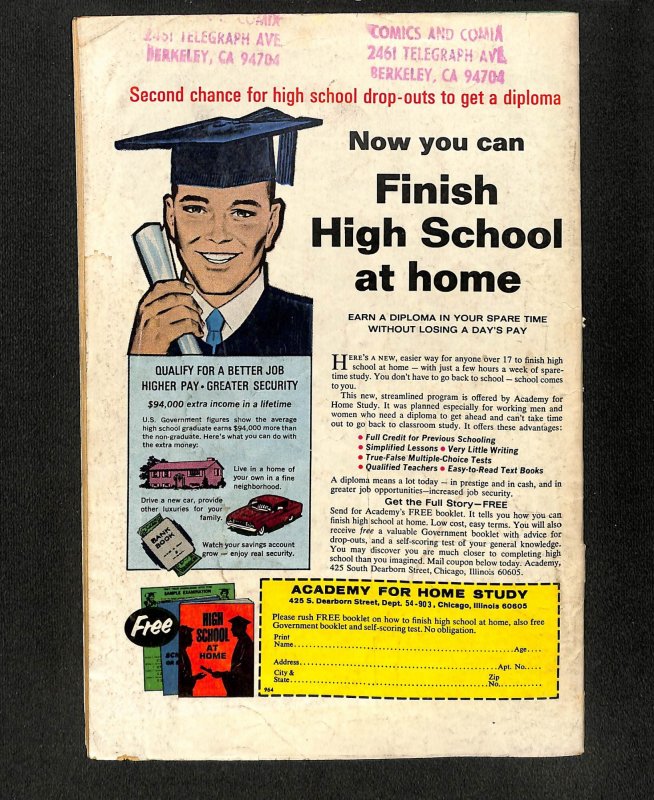 COMIX
2451 TELEGRAPH AVE
BERKELEY, CA 94704
COMICS AND COMIX
2461 TELEGRAPH AVE
BERKELEY, CA 94704
Second chance for high school drop-outs to get a diploma
Now you can
Finish
High School
at home
EARN A DIPLOMA IN YOUR SPARE TIME
WITHOUT LOSING A DAY'S PAY
QUALIFY FOR A BETTER JOB
HIGHER PAY • GREATER SECURITY
$94,000 extra income in a lifetime
U.S. Government figures show the average
high school graduate earns $94,000 more than
the non-graduate. Here's what you can do with
the extra money:
Live in a home of
your own in a fine
neighborhood.
Drive a new car, provide
other luxuries for your
family.
BANK
BOOK
Watch your savings account
grow — enjoy real security.
HERE'S A NEW, easier way for anyone over 17 to finish high
school at home — with just a few hours a week of spare-
time study. You don't have to go back to school — school comes
to you.
This new, streamlined program is offered by Academy for
Home Study. It was planned especially for working men and
women who need a diploma to get ahead and can't take time
out to go back to classroom study. It offers these advantages:
• Full Credit for Previous Schooling
• Simplified Lessons • Very Little Writing
• True-False Multiple-Choice Tests
• Qualified Teachers • Easy-to-Read Text Books
A diploma means a lot today — in prestige and in cash, and in
greater job opportunities—increased job security.
Get the Full Story—FREE
Send for Academy's FREE booklet. It tells you how you can
finish high school at home. Low cost, easy terms. You will also
receive free a valuable Government booklet with advice for
drop-outs, and a self-scoring test of your general knowledge.
You may discover you are much closer to completing high
school than you imagined. Mail coupon below today. Academy,
425 South Dearborn Street, Chicago, Illinois 60605.
Free
SAMPLE EXAMINATION
HIGH
SCHOOL
AT
HOME
ACADEMY FOR HOME STUDY
425 S. Dearborn Street, Dept. 54-903, Chicago, Illinois 60605
Please rush FREE booklet on how to finish high school at home, also free
Government booklet and self-scoring test. No obligation.
Print
Name Age
Address Apt. No.
City & Zip
State No.
964